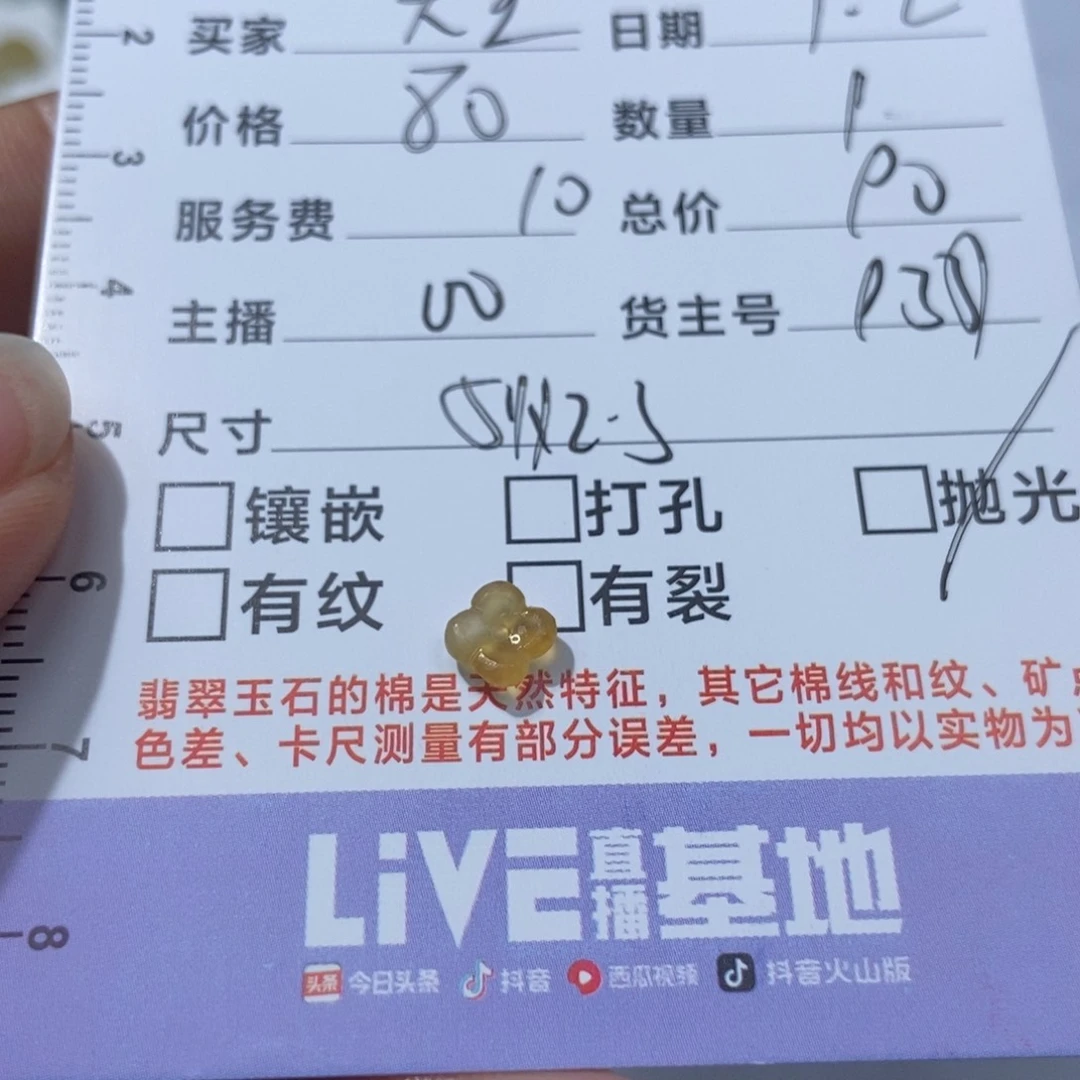 2 买家 日期
价格 80 数量 1.
3
服务费 10 总价 90
4 主播 货主号
5 尺寸
镶嵌 打孔 抛光
6 有纹 有裂
翡翠玉石的棉是天然特征，其它棉线和纹、矿
7 色差、卡尺测量有部分误差，一切均以实物为
LiVE直播基地
8
头条 今日头条 抖音 西瓜视频 抖音火山版